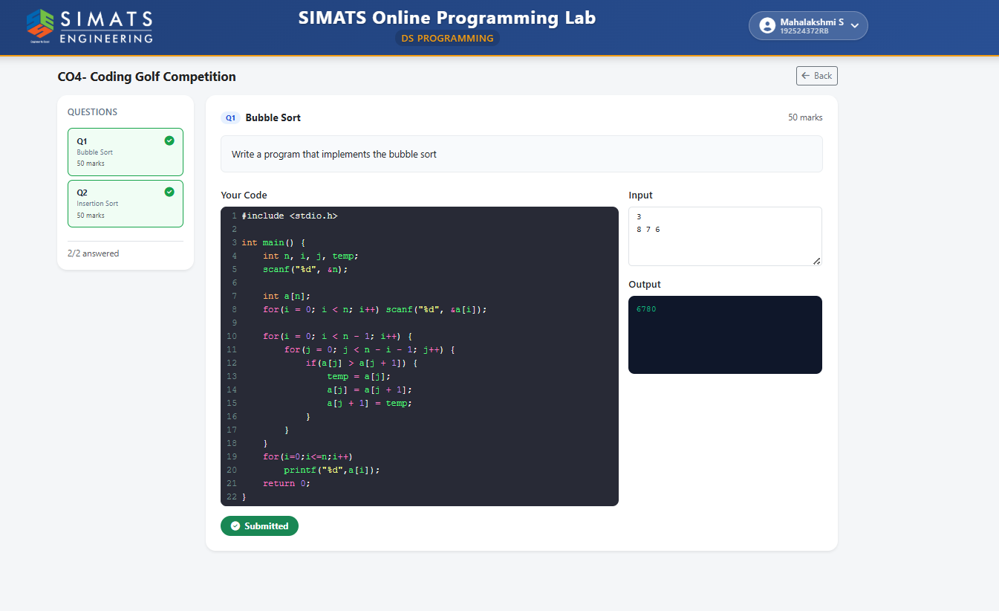 SIMATS
ENGINEERING
SIMATS Online Programming Lab
DS PROGRAMMING
Mahalakshmi S
192524372RB
CO4- Coding Golf Competition
Back
QUESTIONS
Q1
Bubble Sort
50 marks
Q2
Insertion Sort
50 marks
2/2 answered
Q1 Bubble Sort
50 marks
Write a program that implements the bubble sort
Your Code
1 #include <stdio.h>
2
3 int main() {
4     int n, i, j, temp;
5     scanf("%d", &n);
6
7     int a[n];
8     for(i = 0; i < n; i++) scanf("%d", &a[i]);
9
10     for(i = 0; i < n - 1; i++) {
11         for(j = 0; j < n - i - 1; j++) {
12             if(a[j] > a[j + 1]) {
13                 temp = a[j];
14                 a[j] = a[j + 1];
15                 a[j + 1] = temp;
16             }
17         }
18     }
19     for(i=0;i<=n;i++)
20         printf("%d",a[i]);
21     return 0;
22 }
Submitted
Input
3
8 7 6
Output
6780